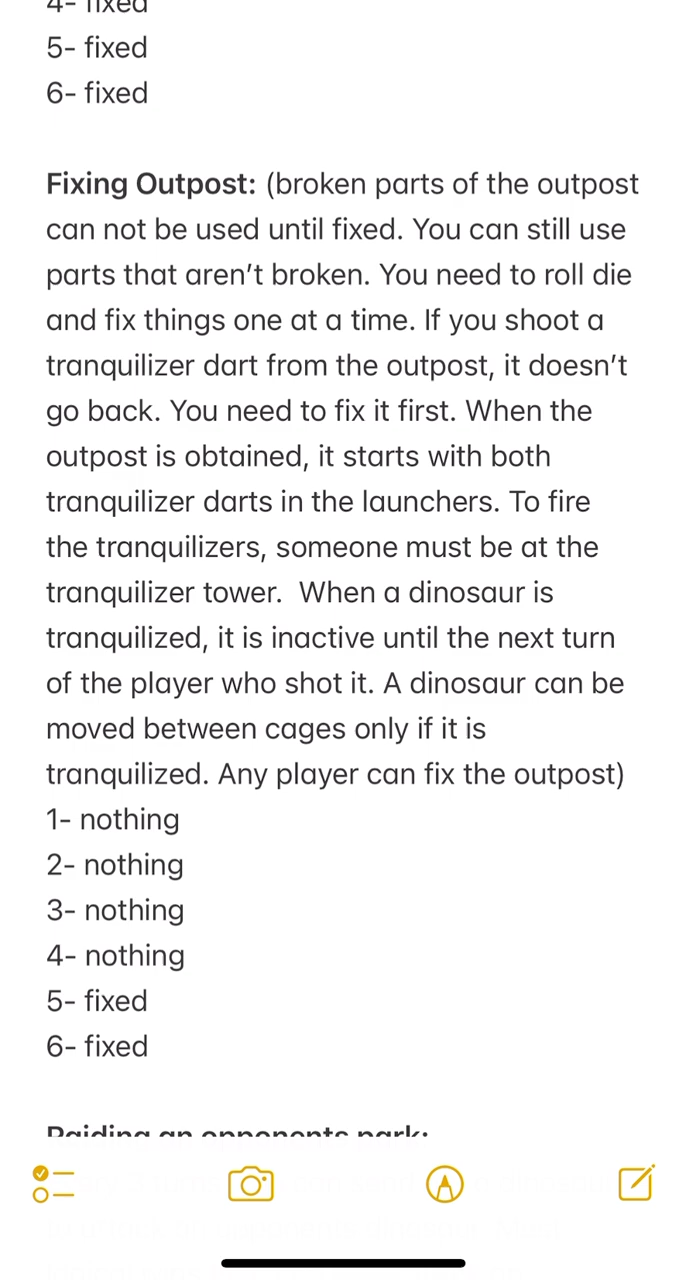 4- fixed
5- fixed
6- fixed
Fixing Outpost: (broken parts of the outpost
can not be used until fixed. You can still use
parts that aren’t broken. You need to roll die
and fix things one at a time. If you shoot a
tranquilizer dart from the outpost, it doesn’t
go back. You need to fix it first. When the
outpost is obtained, it starts with both
tranquilizer darts in the launchers. To fire
the tranquilizers, someone must be at the
tranquilizer tower.  When a dinosaur is
tranquilized, it is inactive until the next turn
of the player who shot it. A dinosaur can be
moved between cages only if it is
tranquilized. Any player can fix the outpost)
1- nothing
2- nothing
3- nothing
4- nothing
5- fixed
6- fixed
Raiding an opponents park: